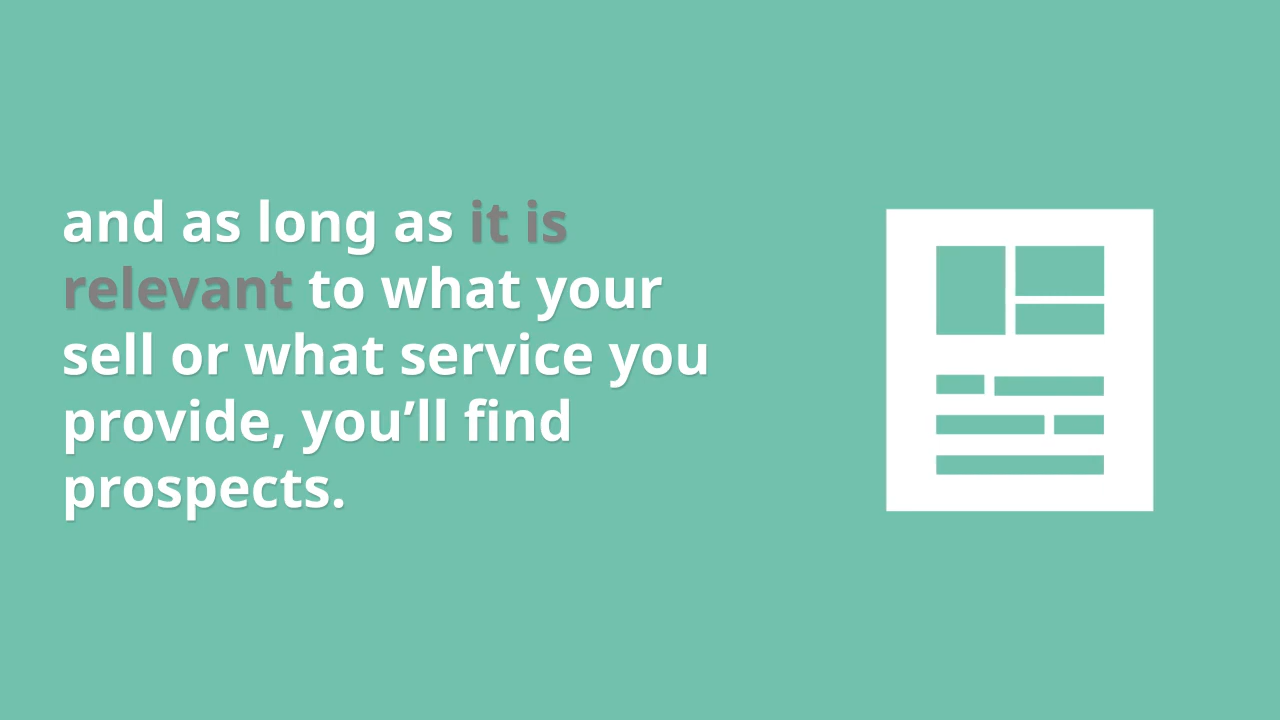 and as long as it is
relevant to what your
sell or what service you
provide, you’ll find
prospects.